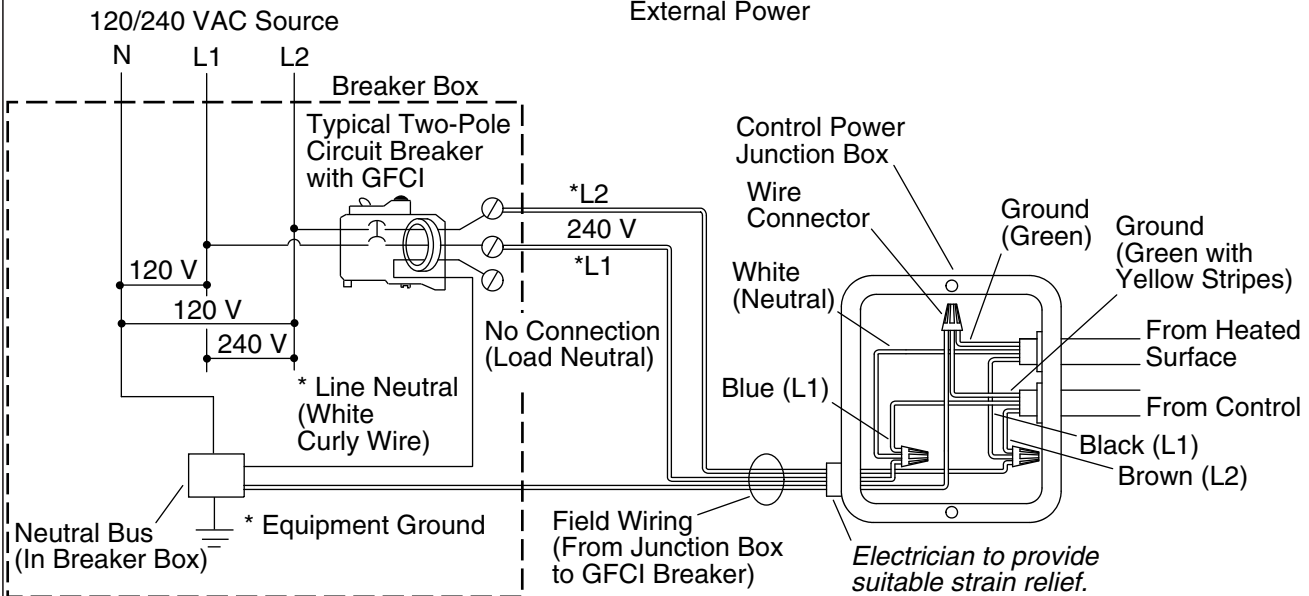 External Power
120/240 VAC Source
N
L1
L2
Breaker Box
Typical Two-Pole
Circuit Breaker
with GFCI
*L2
240 V
*L1
120 V
120 V
240 V
No Connection
(Load Neutral)
* Line Neutral
(White
Curly Wire)
Neutral Bus
(In Breaker Box)
* Equipment Ground
Field Wiring
(From Junction Box
to GFCI Breaker)
Control Power
Junction Box
Wire
Connector
White
(Neutral)
Blue (L1)
Ground
(Green)
Ground
(Green with
Yellow Stripes)
From Heated
Surface
From Control
Black (L1)
Brown (L2)
Electrician to provide
suitable strain relief.